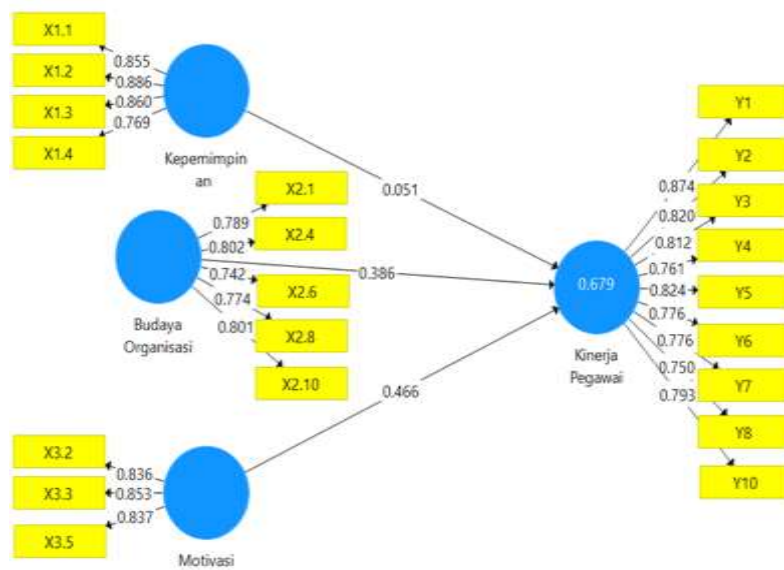 X1.1
X1.2
X1.3
X1.4
0.855
0.886
0.860
0.769
Kepemimpin
an
X2.1
X2.4
X2.6
X2.8
X2.10
0.789
0.802
0.742
0.774
0.801
Budaya
Organisasi
X3.2
X3.3
X3.5
0.836
0.853
0.837
Motivasi
0.051
0.386
0.466
0.679
Kinerja
Pegawai
0.874
0.820
0.812
0.761
0.824
0.776
0.776
0.750
0.793
Y1
Y2
Y3
Y4
Y5
Y6
Y7
Y8
Y10